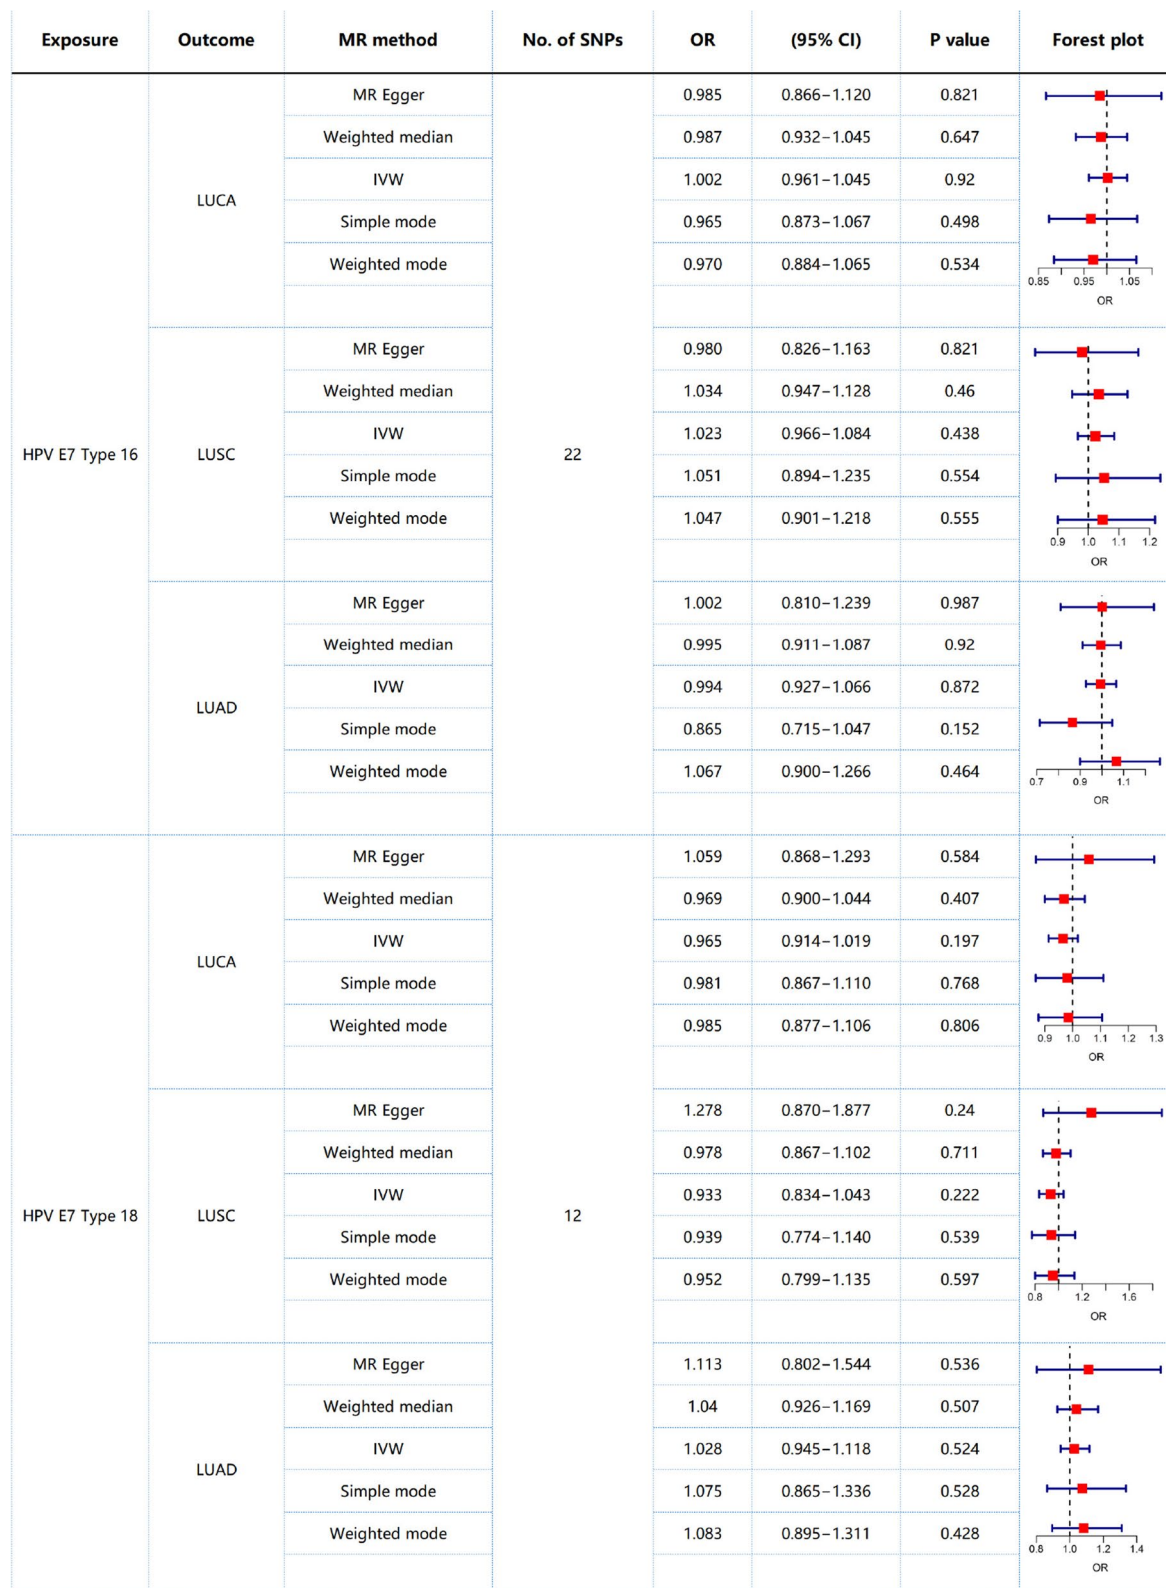 Exposure Outcome MR method No. of SNPs OR (95% CI) P value Forest plot
MR Egger 0.985 0.866–1.120 0.821
Weighted median 0.987 0.932–1.045 0.647
IVW 1.002 0.961–1.045 0.92
LUCA
Simple mode 0.965 0.873–1.067 0.498
Weighted mode 0.970 0.884–1.065 0.534
0.85 0.95 1.05
OR
MR Egger 0.980 0.826–1.163 0.821
Weighted median 1.034 0.947–1.128 0.46
IVW 1.023 0.966–1.084 0.438
HPV E7 Type 16 LUSC 22
Simple mode 1.051 0.894–1.235 0.554
Weighted mode 1.047 0.901–1.218 0.555
0.9 1.0 1.1 1.2
OR
MR Egger 1.002 0.810–1.239 0.987
Weighted median 0.995 0.911–1.087 0.92
IVW 0.994 0.927–1.066 0.872
LUAD
Simple mode 0.865 0.715–1.047 0.152
Weighted mode 1.067 0.900–1.266 0.464
0.7 0.9 1.1
OR
MR Egger 1.059 0.868–1.293 0.584
Weighted median 0.969 0.900–1.044 0.407
IVW 0.965 0.914–1.019 0.197
LUCA
Simple mode 0.981 0.867–1.110 0.768
Weighted mode 0.985 0.877–1.106 0.806
0.9 1.0 1.1 1.2 1.3
OR
MR Egger 1.278 0.870–1.877 0.24
Weighted median 0.978 0.867–1.102 0.711
IVW 0.933 0.834–1.043 0.222
HPV E7 Type 18 LUSC 12
Simple mode 0.939 0.774–1.140 0.539
Weighted mode 0.952 0.799–1.135 0.597
0.8 1.2 1.6
OR
MR Egger 1.113 0.802–1.544 0.536
Weighted median 1.04 0.926–1.169 0.507
IVW 1.028 0.945–1.118 0.524
LUAD
Simple mode 1.075 0.865–1.336 0.528
Weighted mode 1.083 0.895–1.311 0.428
0.8 1.0 1.2 1.4
OR